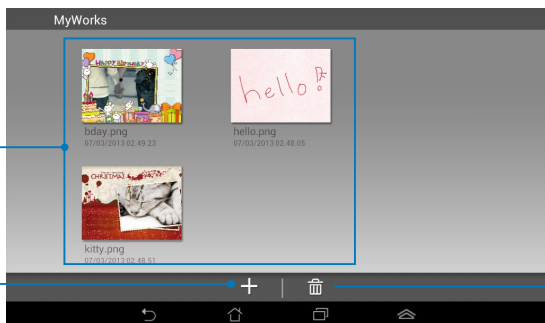 MyWorks
HAPPY BIRTHDAY
hello!
bday.png
07/03/2013 02.49.23
hello.png
07/03/2013 02.48.05
CHRISTMAS
kitty.png
07/03/2013 02.48.51